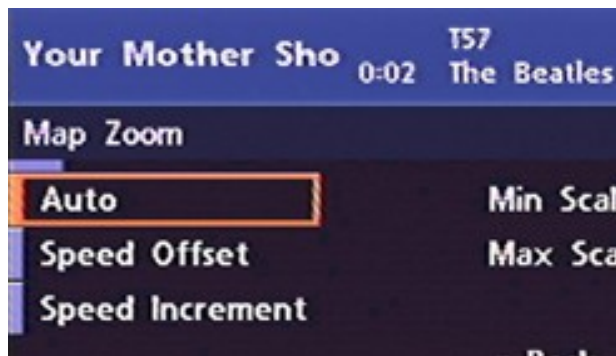 Your Mother Sho
0:02
T57
The Beatles
Map Zoom
Auto
Min Scal
Speed Offset
Max Sca
Speed Increment